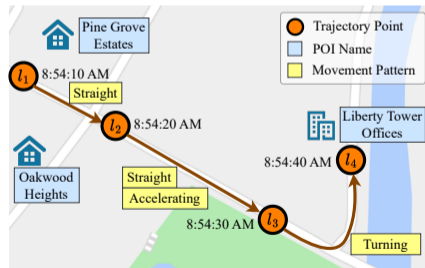 Pine Grove
Estates
Trajectory Point
POI Name
Movement Pattern
l1
8:54:10 AM
Straight
l2
8:54:20 AM
Liberty Tower
Offices
8:54:40 AM
l4
Oakwood
Heights
Straight
Accelerating
8:54:30 AM
l3
Turning